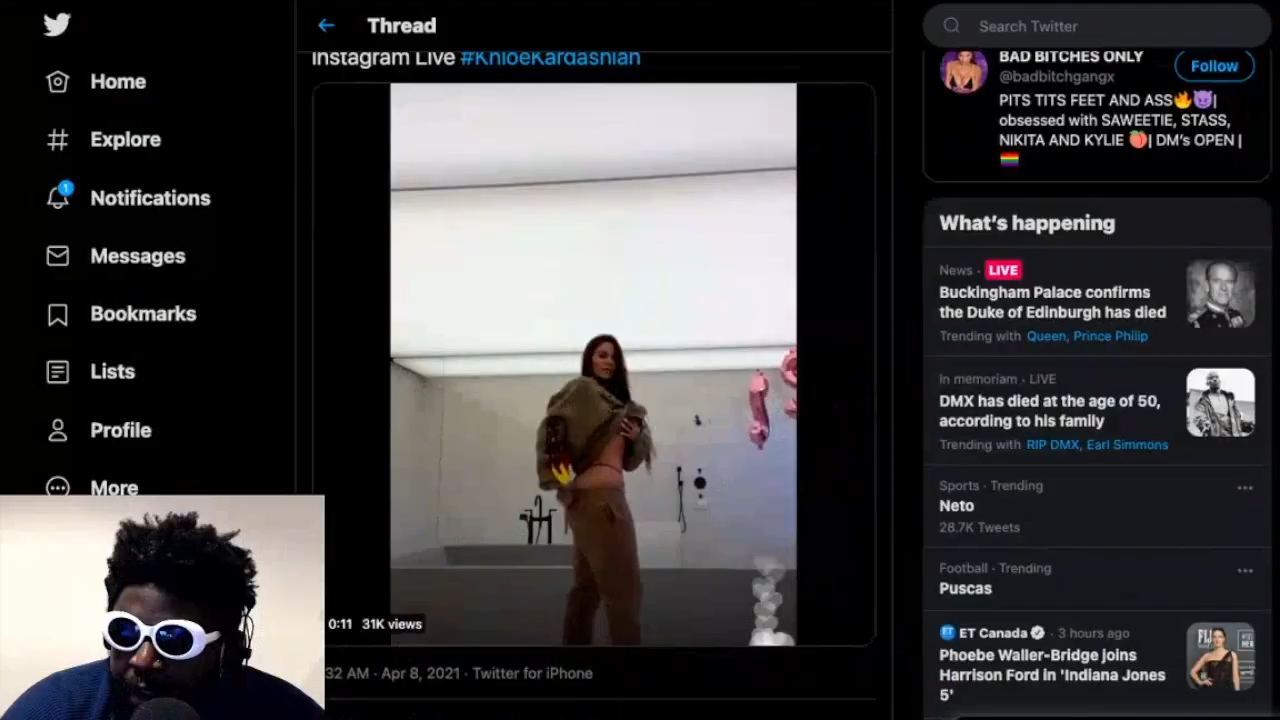 Home
Explore
1
Notifications
Messages
Bookmarks
Lists
Profile
More
Thread
Instagram Live #KhloeKardashian
0:11 31K views
32 AM · Apr 8, 2021 · Twitter for iPhone
Search Twitter
BAD BITCHES ONLY
@badbitchgangx
Follow
PITS TITS FEET AND ASS🔥😈|
obsessed with SAWEETIE, STASS,
NIKITA AND KYLIE 🍑| DM's OPEN |
🏳️‍🌈
What's happening
News · LIVE
Buckingham Palace confirms
the Duke of Edinburgh has died
Trending with Queen, Prince Philip
In memoriam · LIVE
DMX has died at the age of 50,
according to his family
Trending with RIP DMX, Earl Simmons
Sports · Trending
Neto
28.7K Tweets
Football · Trending
Puscas
ET ET Canada · 3 hours ago
Phoebe Waller-Bridge joins
Harrison Ford in 'Indiana Jones
5'